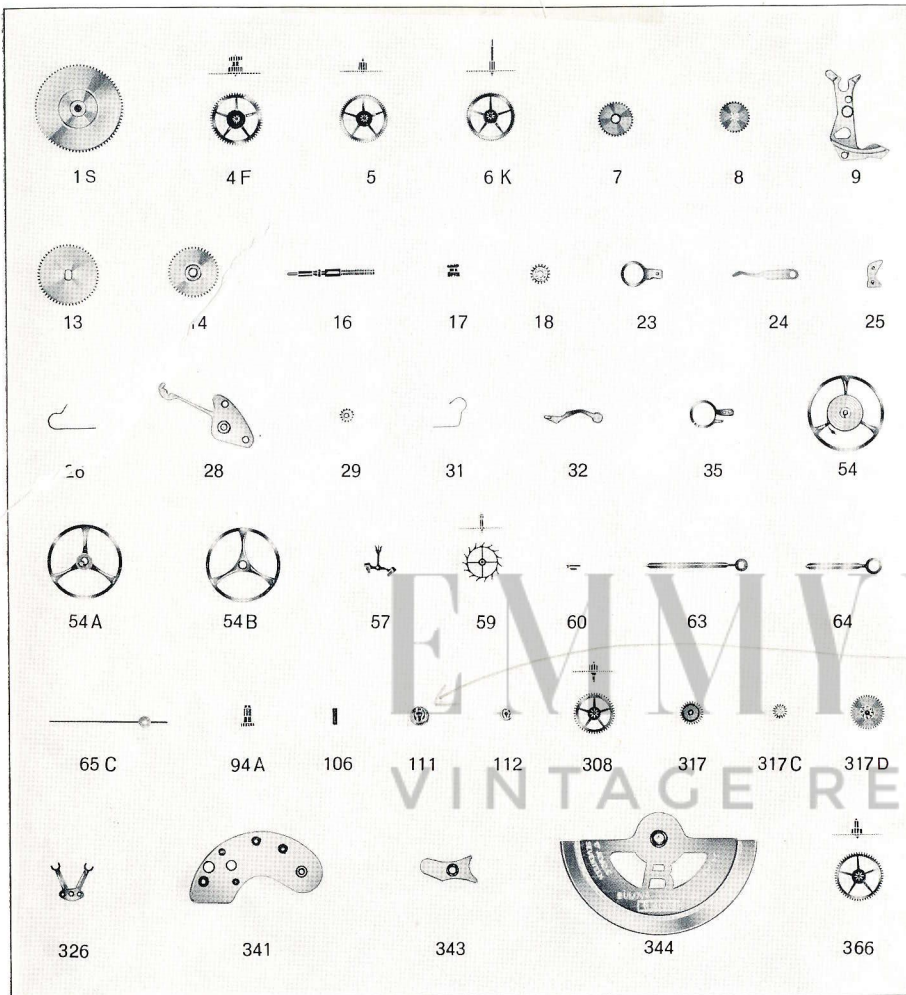 1S 4F 5 6K 7 8 9
13 14 16 17 18 23 24 25
26 28 29 31 32 35 54
54A 54B 57 59 60 63 64
EMMY
65C 94A 106 111 112 308 317 317C 317D
VINTAGE RE
326 341 343 344 366